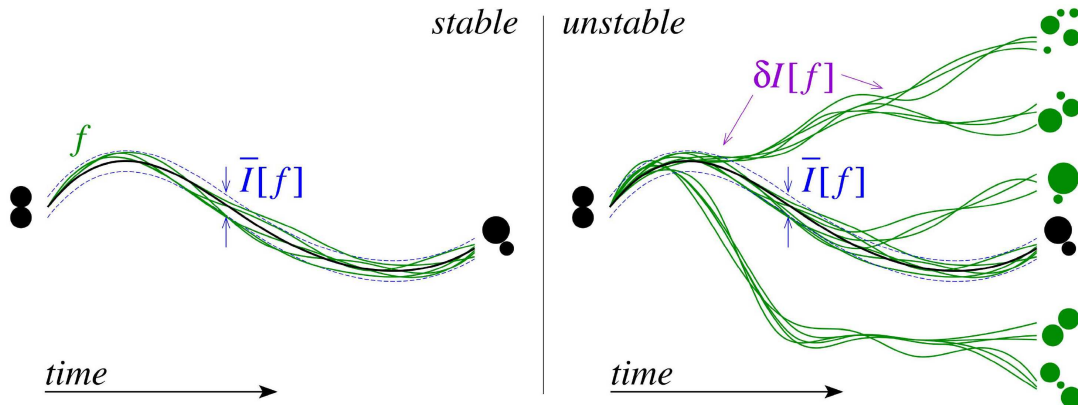 stable
unstable
f
Ī[f]
δI[f]
Ī[f]
time
time